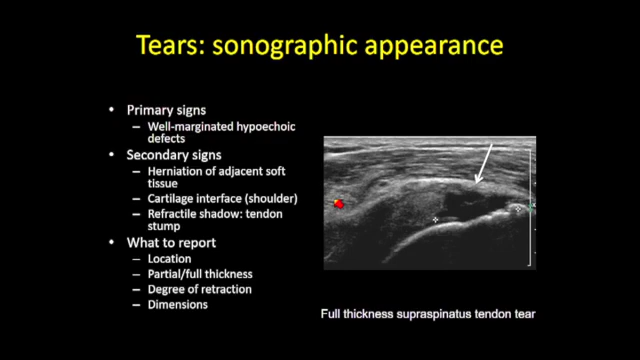 Tears: sonographic appearance
• Primary signs
– Well-marginated hypoechoic
defects
• Secondary signs
– Herniation of adjacent soft
tissue
– Cartilage interface (shoulder)
– Refractile shadow: tendon
stump
• What to report
– Location
– Partial/full thickness
– Degree of retraction
– Dimensions
Full thickness supraspinatus tendon tear